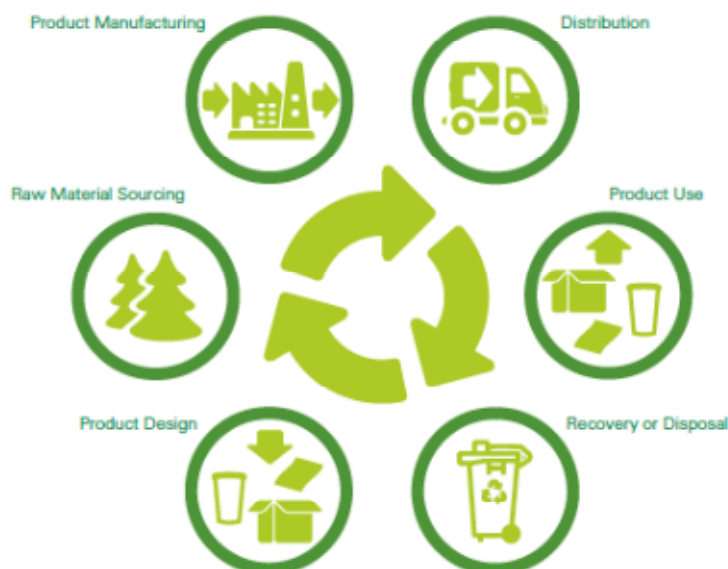 Product Manufacturing
Distribution
Raw Material Sourcing
Product Use
Product Design
Recovery or Disposal